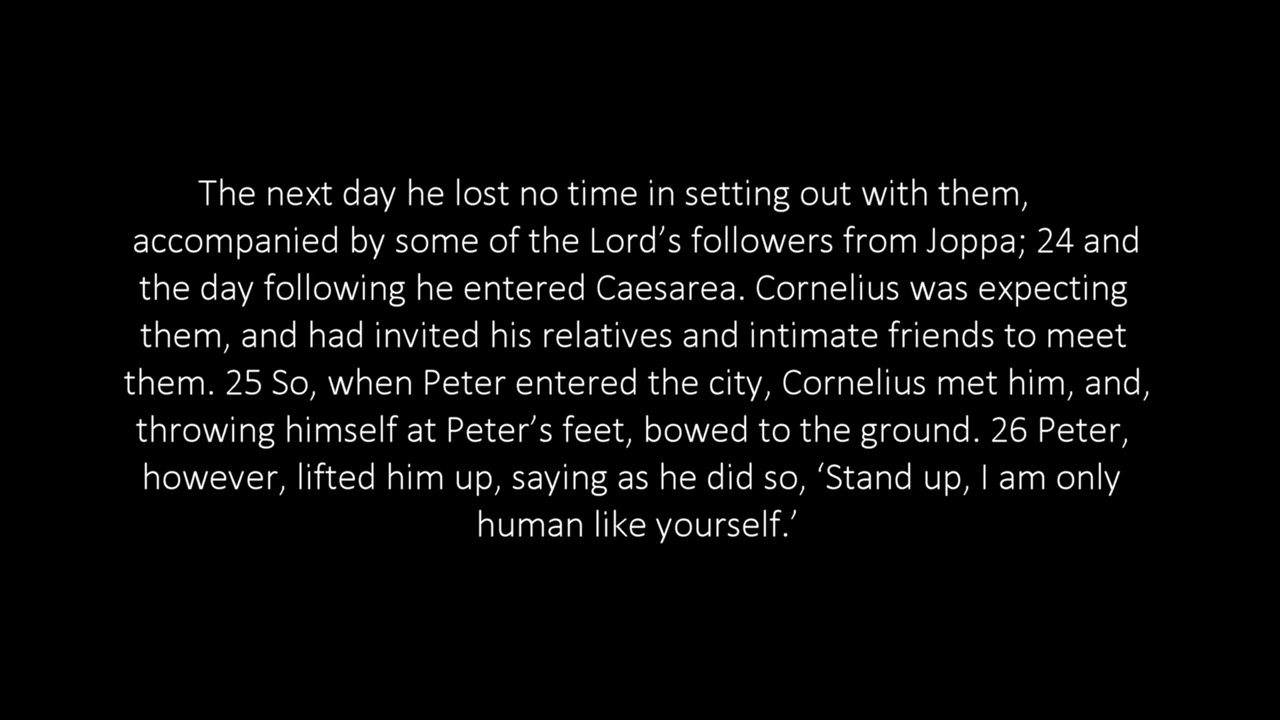 The next day he lost no time in setting out with them,
accompanied by some of the Lord’s followers from Joppa; 24 and
the day following he entered Caesarea. Cornelius was expecting
them, and had invited his relatives and intimate friends to meet
them. 25 So, when Peter entered the city, Cornelius met him, and,
throwing himself at Peter’s feet, bowed to the ground. 26 Peter,
however, lifted him up, saying as he did so, ‘Stand up, I am only
human like yourself.’